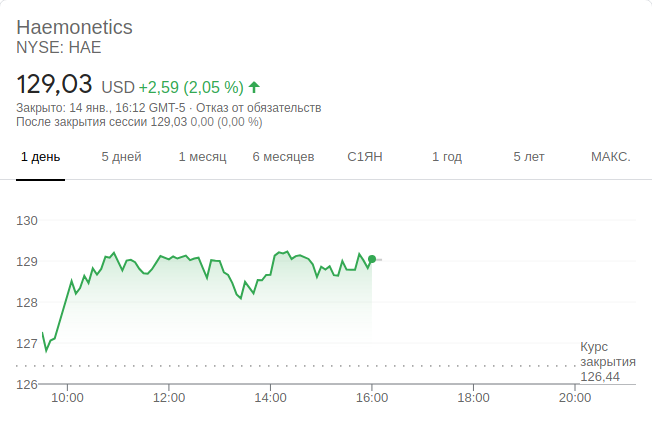 Haemonetics
NYSE: HAE
129,03 USD +2,59 (2,05 %)
Закрыто: 14 янв., 16:12 GMT-5 · Отказ от обязательств
После закрытия сессии 129,03 0,00 (0,00 %)
1 день 5 дней 1 месяц 6 месяцев С1ЯН 1 год 5 лет МАКС.
130
129
128
127
126
Курс
закрытия
126,44
10:00 12:00 14:00 16:00 18:00 20:00